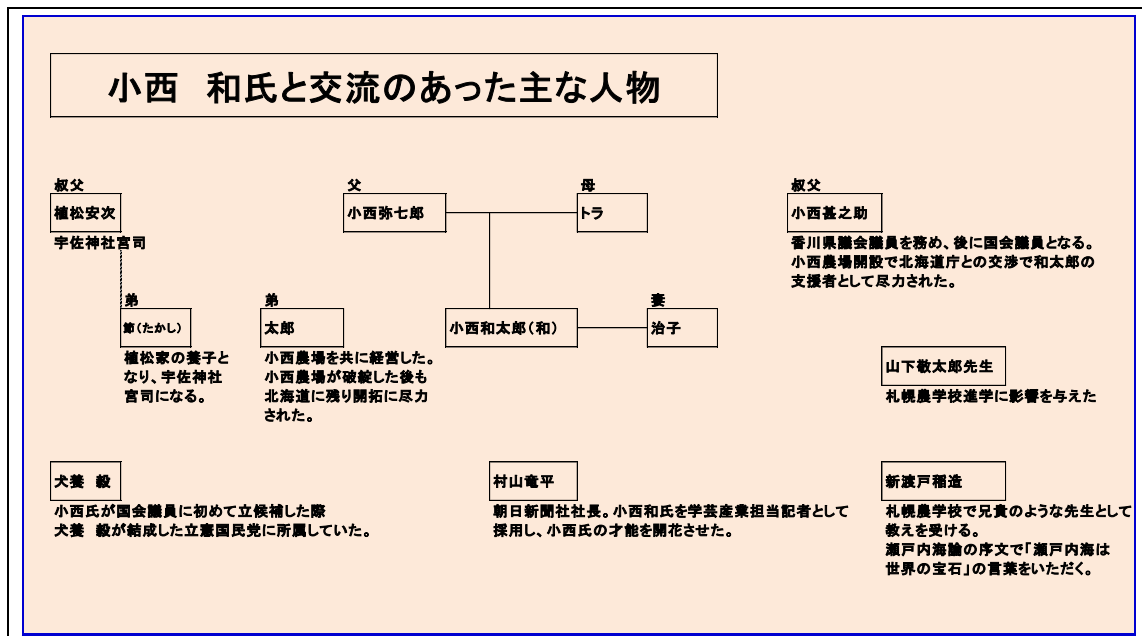 小西　和氏と交流のあった主な人物
叔父
植松安次
宇佐神社宮司
父
小西弥七郎
母
トラ
叔父
小西甚之助
香川県議会議員を務め、後に国会議員となる。
小西農場開設で北海道庁との交渉で和太郎の
支援者として尽力された。
弟
節(たかし)
植松家の養子と
なり、宇佐神社
宮司になる。
弟
太郎
小西農場を共に経営した。
小西農場が破綻した後も
北海道に残り開拓に尽力
された。
小西和太郎(和)
妻
治子
山下敬太郎先生
札幌農学校進学に影響を与えた
犬養　毅
小西氏が国会議員に初めて立候補した際
犬養　毅が結成した立憲国民党に所属していた。
村山竜平
朝日新聞社社長。小西和氏を学芸産業担当記者として
採用し、小西氏の才能を開花させた。
新渡戸稲造
札幌農学校で兄貴のような先生として
教えを受ける。
瀬戸内海論の序文で「瀬戸内海は
世界の宝石」の言葉をいただく。